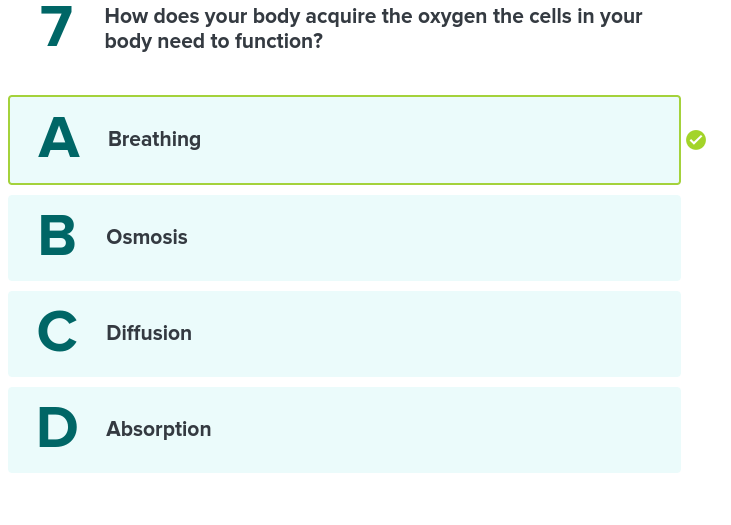 7
How does your body acquire the oxygen the cells in your
body need to function?
A Breathing
B Osmosis
C Diffusion
D Absorption